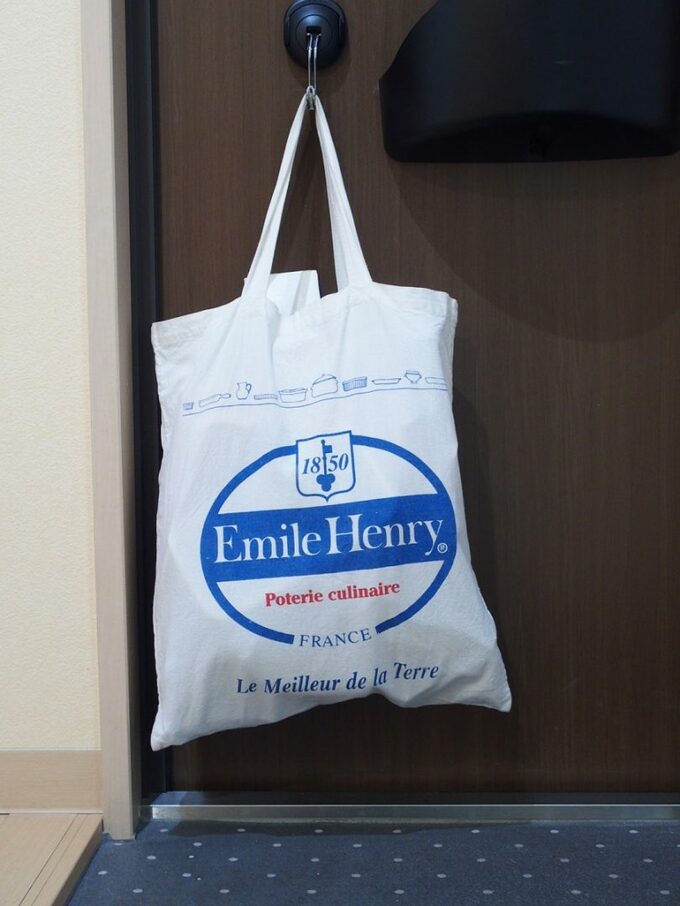 1850
Emile Henry®
Poterie culinaire
FRANCE
Le Meilleur de la Terre